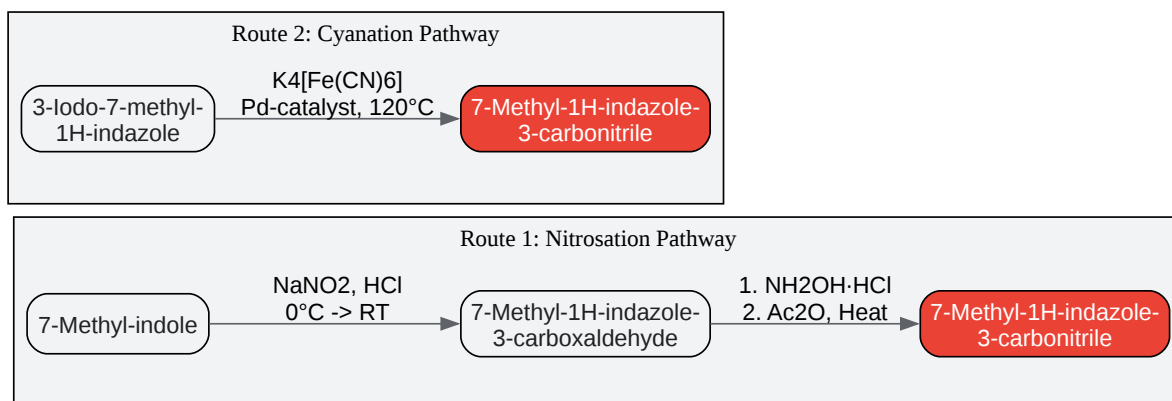 Route 2: Cyanation Pathway
3-Iodo-7-methyl-
1H-indazole
K4[Fe(CN)6]
Pd-catalyst, 120°C
7-Methyl-1H-indazole-
3-carbonitrile
Route 1: Nitrosation Pathway
7-Methyl-indole
NaNO2, HCl
0°C -> RT
7-Methyl-1H-indazole-
3-carboxaldehyde
1. NH2OH·HCl
2. Ac2O, Heat
7-Methyl-1H-indazole-
3-carbonitrile